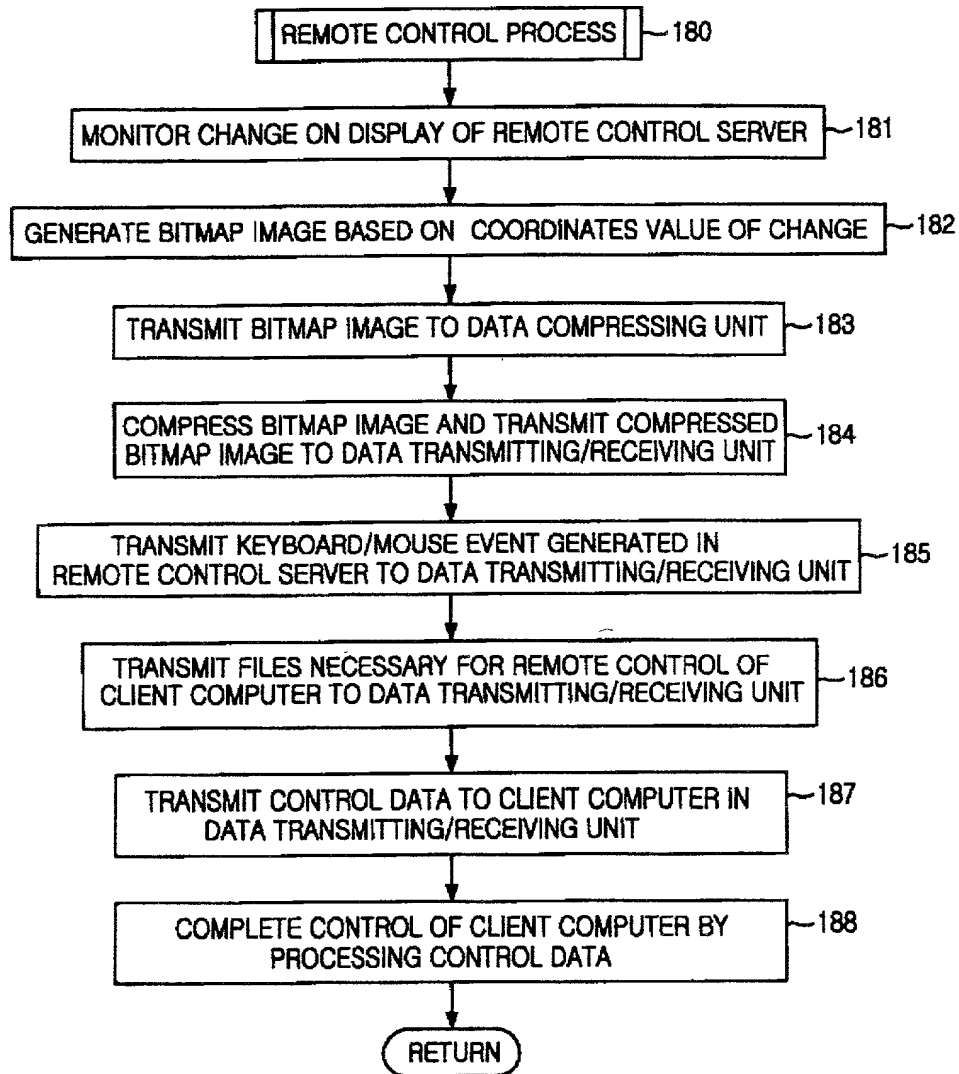 REMOTE CONTROL PROCESS 180
MONITOR CHANGE ON DISPLAY OF REMOTE CONTROL SERVER 181
GENERATE BITMAP IMAGE BASED ON COORDINATES VALUE OF CHANGE 182
TRANSMIT BITMAP IMAGE TO DATA COMPRESSING UNIT 183
COMPRESS BITMAP IMAGE AND TRANSMIT COMPRESSED
BITMAP IMAGE TO DATA TRANSMITTING/RECEIVING UNIT 184
TRANSMIT KEYBOARD/MOUSE EVENT GENERATED IN
REMOTE CONTROL SERVER TO DATA TRANSMITTING/RECEIVING UNIT 185
TRANSMIT FILES NECESSARY FOR REMOTE CONTROL OF
CLIENT COMPUTER TO DATA TRANSMITTING/RECEIVING UNIT 186
TRANSMIT CONTROL DATA TO CLIENT COMPUTER IN 187
DATA TRANSMITTING/RECEIVING UNIT
COMPLETE CONTROL OF CLIENT COMPUTER BY 188
PROCESSING CONTROL DATA
RETURN